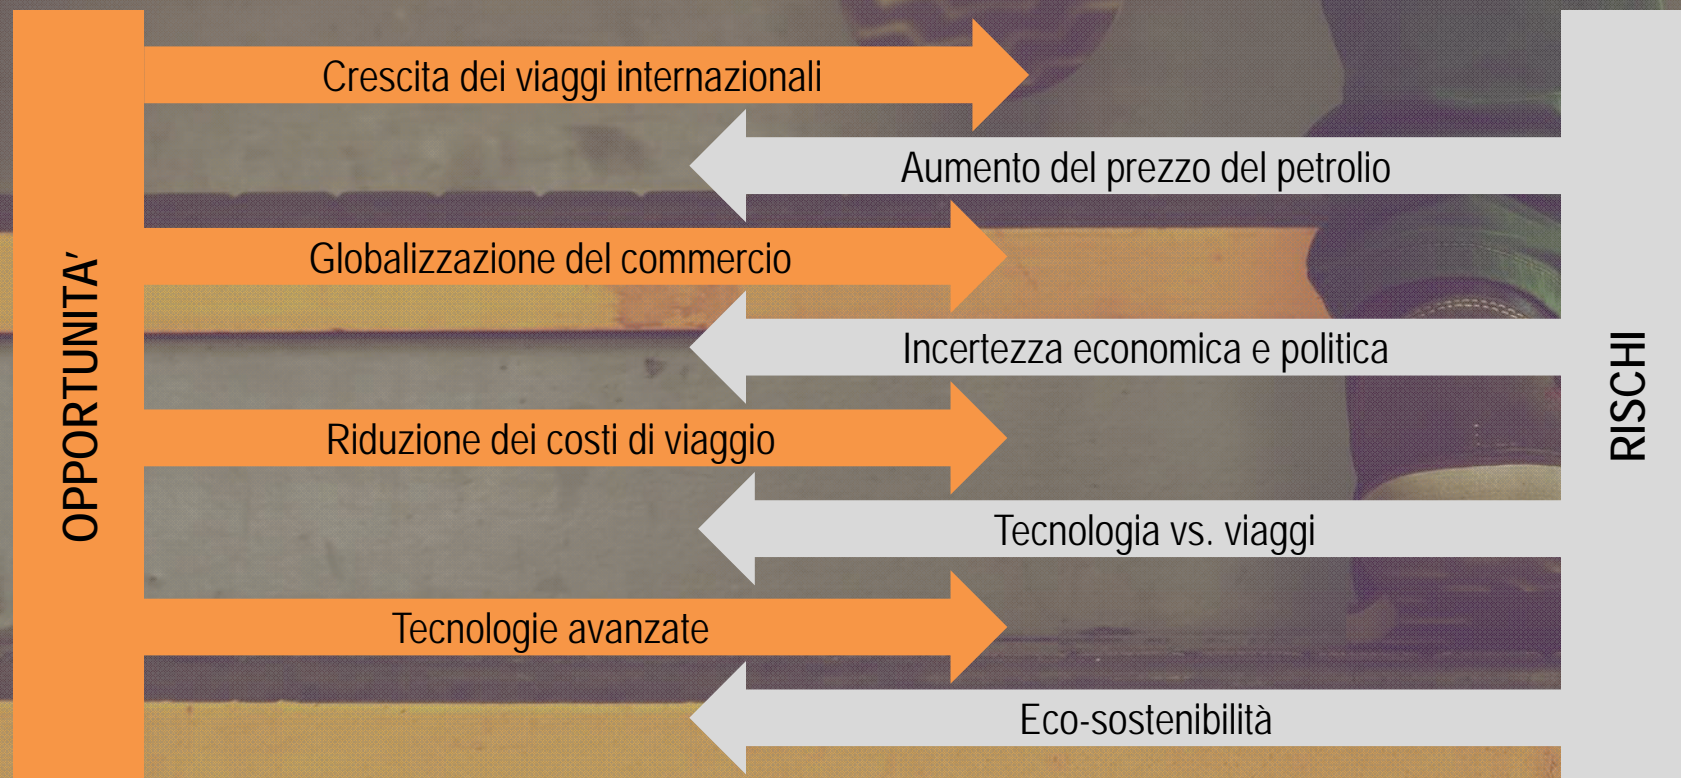 OPPORTUNITA'
Crescita dei viaggi internazionali
Aumento del prezzo del petrolio
Globalizzazione del commercio
Incertezza economica e politica
Riduzione dei costi di viaggio
Tecnologia vs. viaggi
Tecnologie avanzate
Eco-sostenibilità
RISCHI